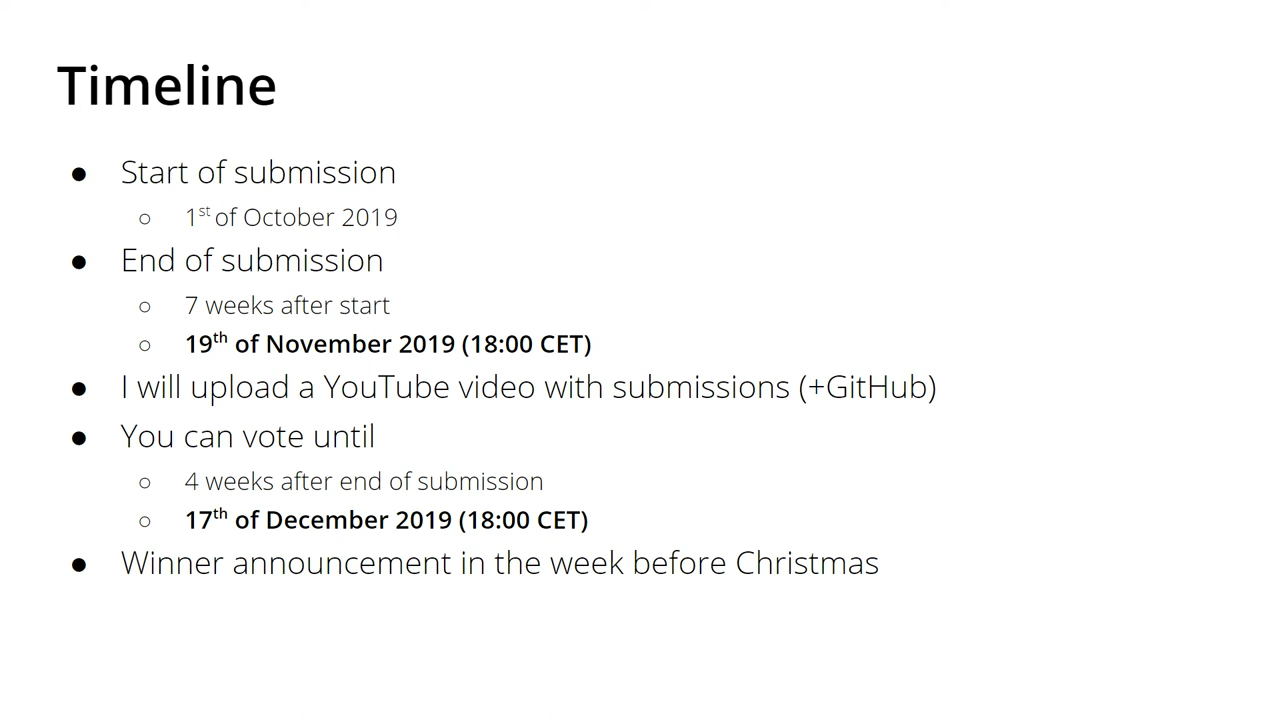 Timeline
● Start of submission
○ 1st of October 2019
● End of submission
○ 7 weeks after start
○ 19th of November 2019 (18:00 CET)
● I will upload a YouTube video with submissions (+GitHub)
● You can vote until
○ 4 weeks after end of submission
○ 17th of December 2019 (18:00 CET)
● Winner announcement in the week before Christmas